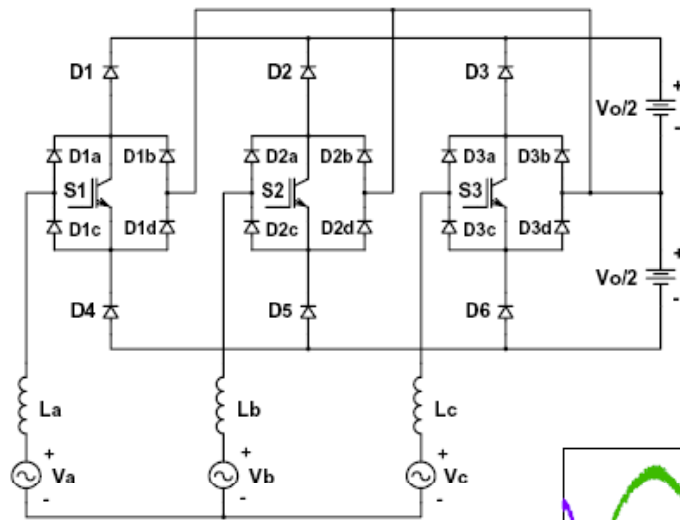 D1 D2 D3 +
Vo/2
-
D1a D1b D2a D2b D3a D3b
S1 S2 S3
D1c D1d D2c D2d D3c D3d
+
Vo/2
-
D4 D5 D6
La Lb Lc
+ + +
Va Vb Vc
- - -